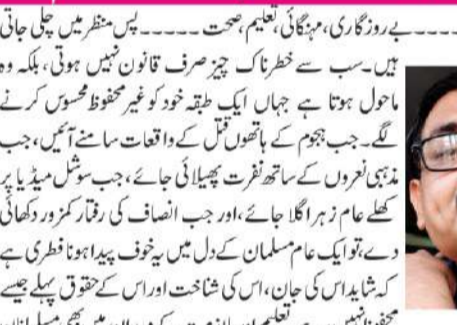 ۔۔۔۔بے روزگاری، مہنگائی، تعلیم، صحت ۔۔۔۔۔۔پس منظر میں چلی جاتی
ہیں۔سب سے خطرناک چیز صرف قانون نہیں ہوتی، بلکہ وہ
ماحول ہوتا ہے جہاں ایک طبقہ خود کو غیر محفوظ محسوس کرنے
لگے۔ جب ہجوم کے ہاتھوں قتل کے واقعات سامنے آئیں، جب
مذہبی نعروں کے ساتھ نفرت پھیلائی جائے، جب سوشل میڈیا پر
کھلے عام زہر اگلا جائے، اور جب انصاف کی رفتار کمزور دکھائی
دے، تو ایک عام مسلمان کے دل میں یہ خوف پیدا ہونا فطری ہے
کہ شاید اس کی جان، اس کی شناخت اور اس کے حقوق پہلے جیسے
محفوظ نہیں